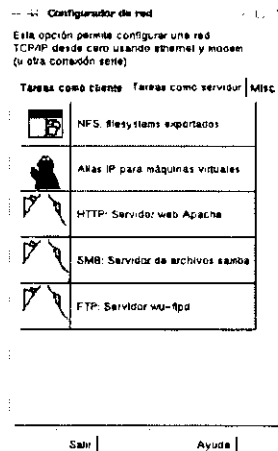 Configurador de red
Esta opción permite configurar une red
TCP/IP desde cero usando ethernet y modem
(u otra conexión serie)
Tareas como cliente Tareas como servidor Misc
NFS: filesystems exportados
Alias IP para máquinas virtuales
HTTP: Servidor web Apache
SMB: Servidor de archivos samba
FTP: Servidor wu-ftpd
Salir Ayuda